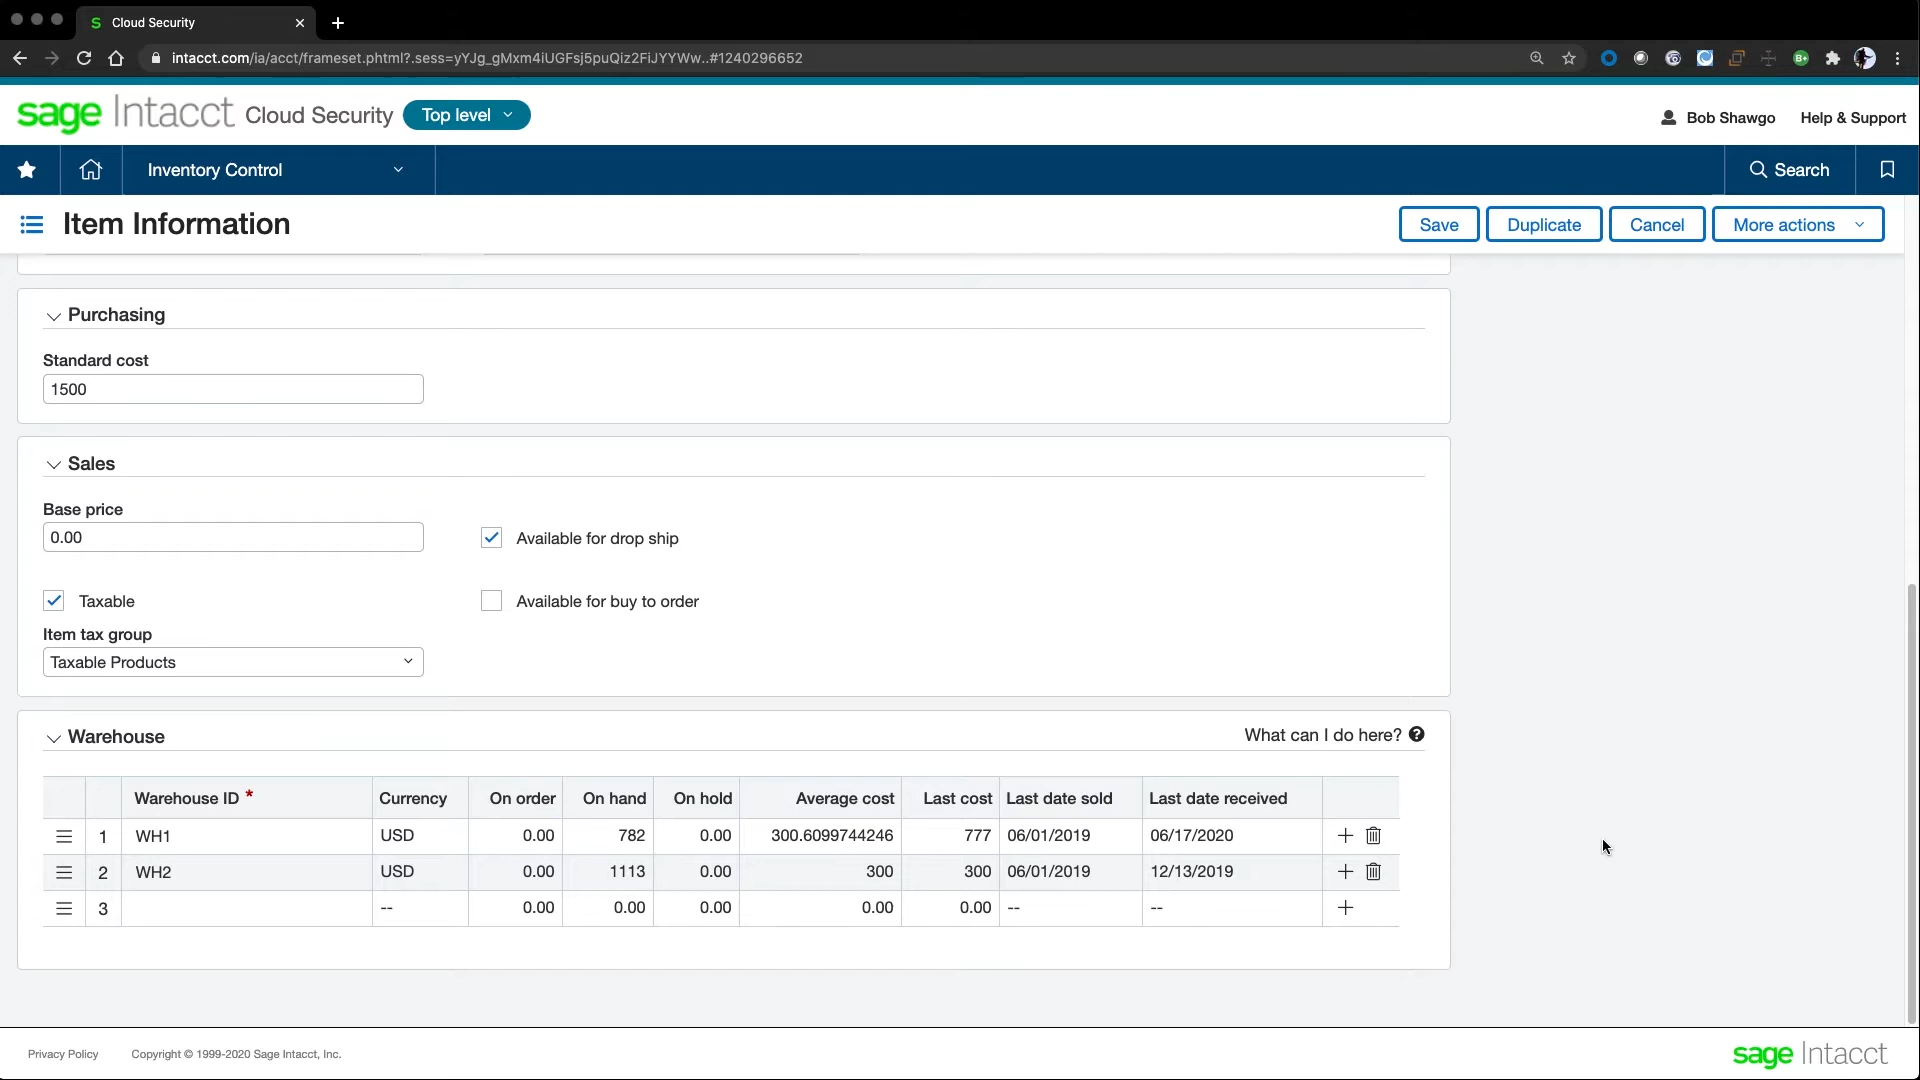 S Cloud Security
intacct.com/ia/acct/frameset.phtml?.sess=yYJg_gMxm4iUGFsj5puQiz2FiJYYWw..#1240296652
sage Intacct Cloud Security Top level
Bob Shawgo Help & Support
Inventory Control
Search
Item Information
Save Duplicate Cancel More actions
Purchasing
Standard cost
1500
Sales
Base price
0.00
Available for drop ship
Taxable
Available for buy to order
Item tax group
Taxable Products
Warehouse
What can I do here? ?
Warehouse ID * Currency On order On hand On hold Average cost Last cost Last date sold Last date received
1 WH1 USD 0.00 782 0.00 300.6099744246 777 06/01/2019 06/17/2020
2 WH2 USD 0.00 1113 0.00 300 300 06/01/2019 12/13/2019
3 -- 0.00 0.00 0.00 0.00 0.00 -- --
Privacy Policy Copyright © 1999-2020 Sage Intacct, Inc.
sage Intacct